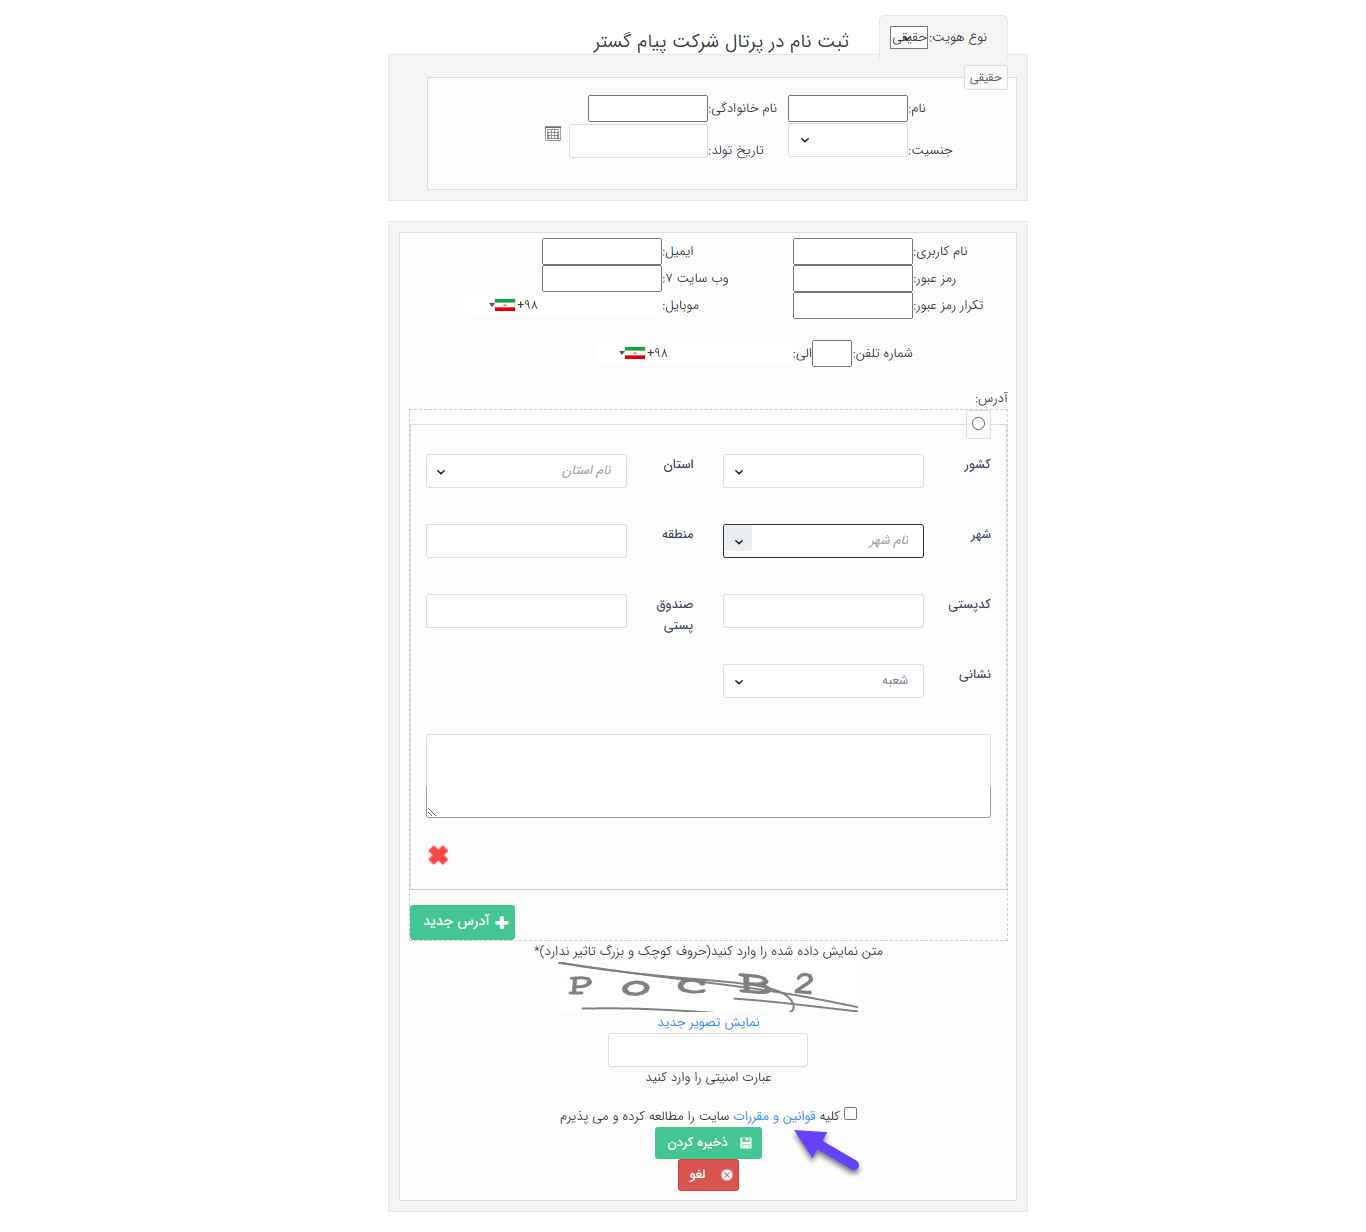 نوع هویت: حقیقی
ثبت نام در پرتال شرکت پیام گستر
حقیقی
نام: نام خانوادگی:
جنسیت: تاریخ تولد:
نام کاربری: ایمیل:
رمز عبور: وب سایت ۷:
تکرار رمز عبور: موبایل: +۹۸
شماره تلفن: الی: +۹۸
آدرس:
کشور استان نام استان
شهر نام شهر منطقه
کدپستی صندوق
پستی
نشانی شعبه
آدرس جدید
متن نمایش داده شده را وارد کنید(حروف کوچک و بزرگ تاثیر ندارد)*
P O C B 2
نمایش تصویر جدید
عبارت امنیتی را وارد کنید
کلیه قوانین و مقررات سایت را مطالعه کرده و می پذیرم
ذخیره کردن
لغو